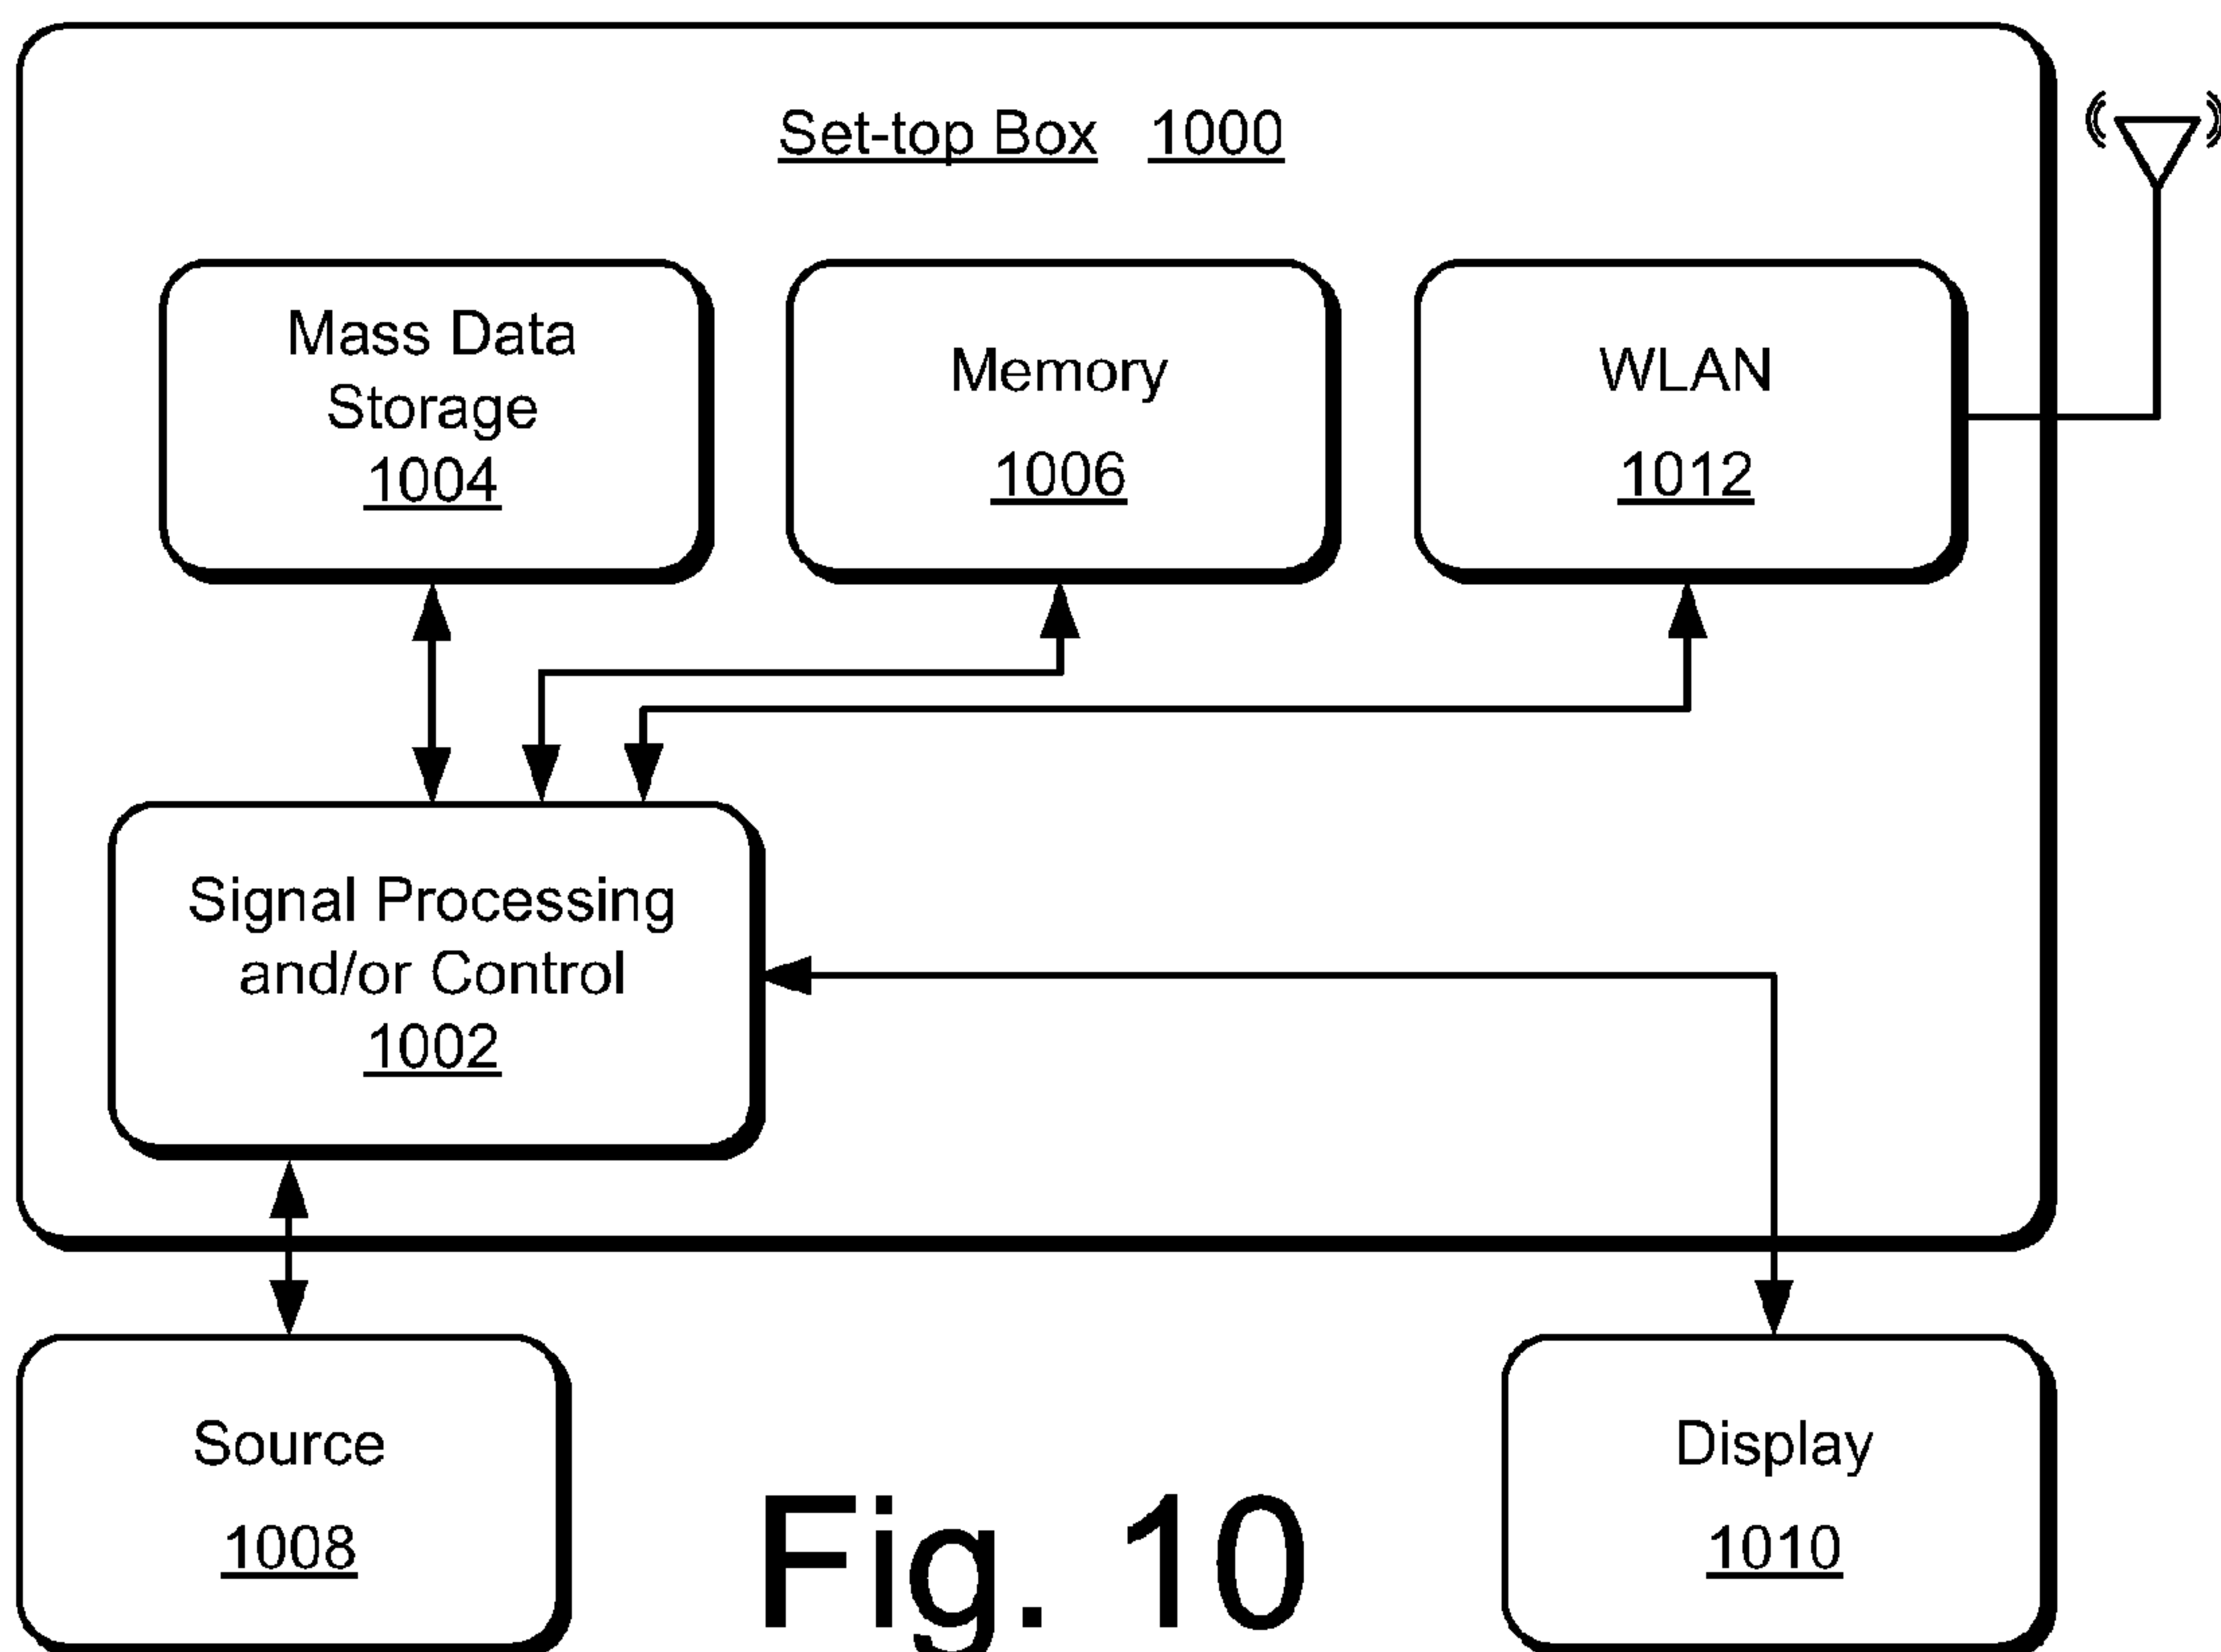 Set-top Box 1000
Mass Data
Storage
1004
Memory
1006
WLAN
1012
Signal Processing
and/or Control
1002
Source
1008
Display
1010
Fig. 10